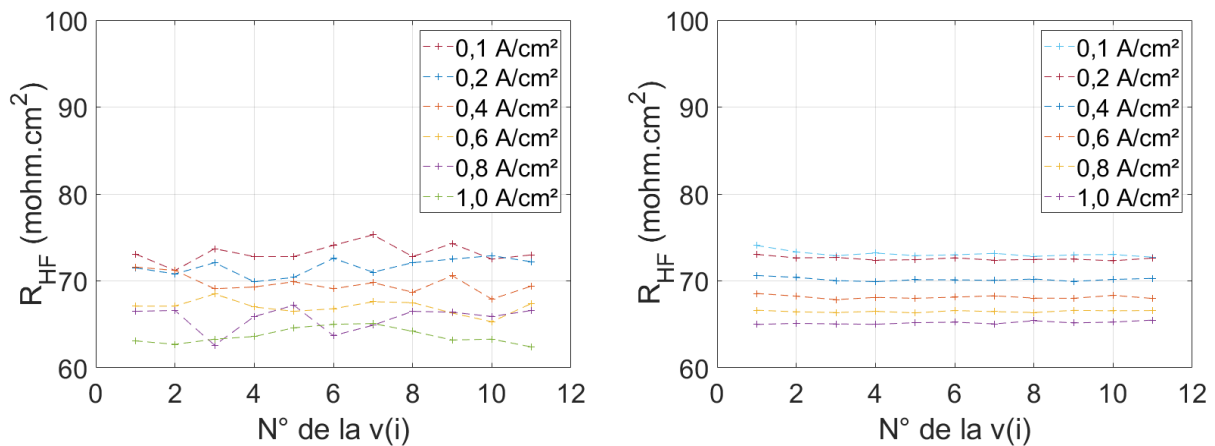 100
90
80
70
60
R_HF (mohm.cm²)
0
2
4
6
8
10
12
N° de la v(i)
0,1 A/cm²
0,2 A/cm²
0,4 A/cm²
0,6 A/cm²
0,8 A/cm²
1,0 A/cm²
100
90
80
70
60
R_HF (mohm.cm²)
0
2
4
6
8
10
12
N° de la v(i)
0,1 A/cm²
0,2 A/cm²
0,4 A/cm²
0,6 A/cm²
0,8 A/cm²
1,0 A/cm²